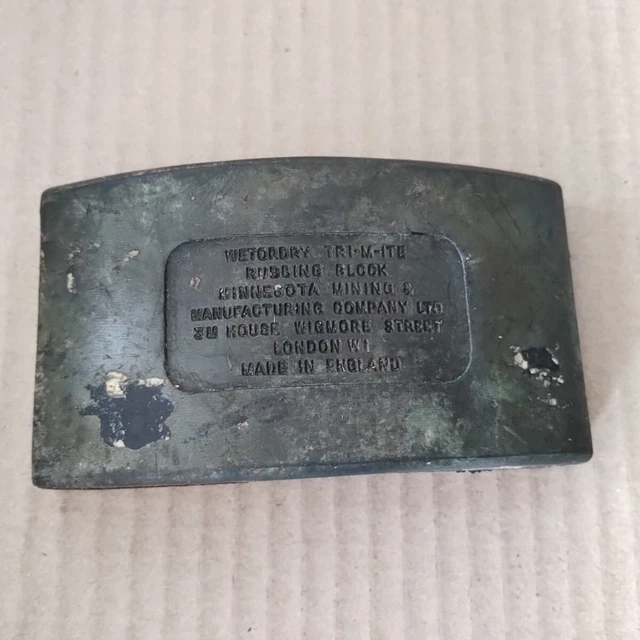 WETORDRY TRI-M-ITE
RUBBING BLOCK
MINNESOTA MINING &
MANUFACTURING COMPANY LTD
3M HOUSE WIGMORE STREET
LONDON W1
MADE IN ENGLAND